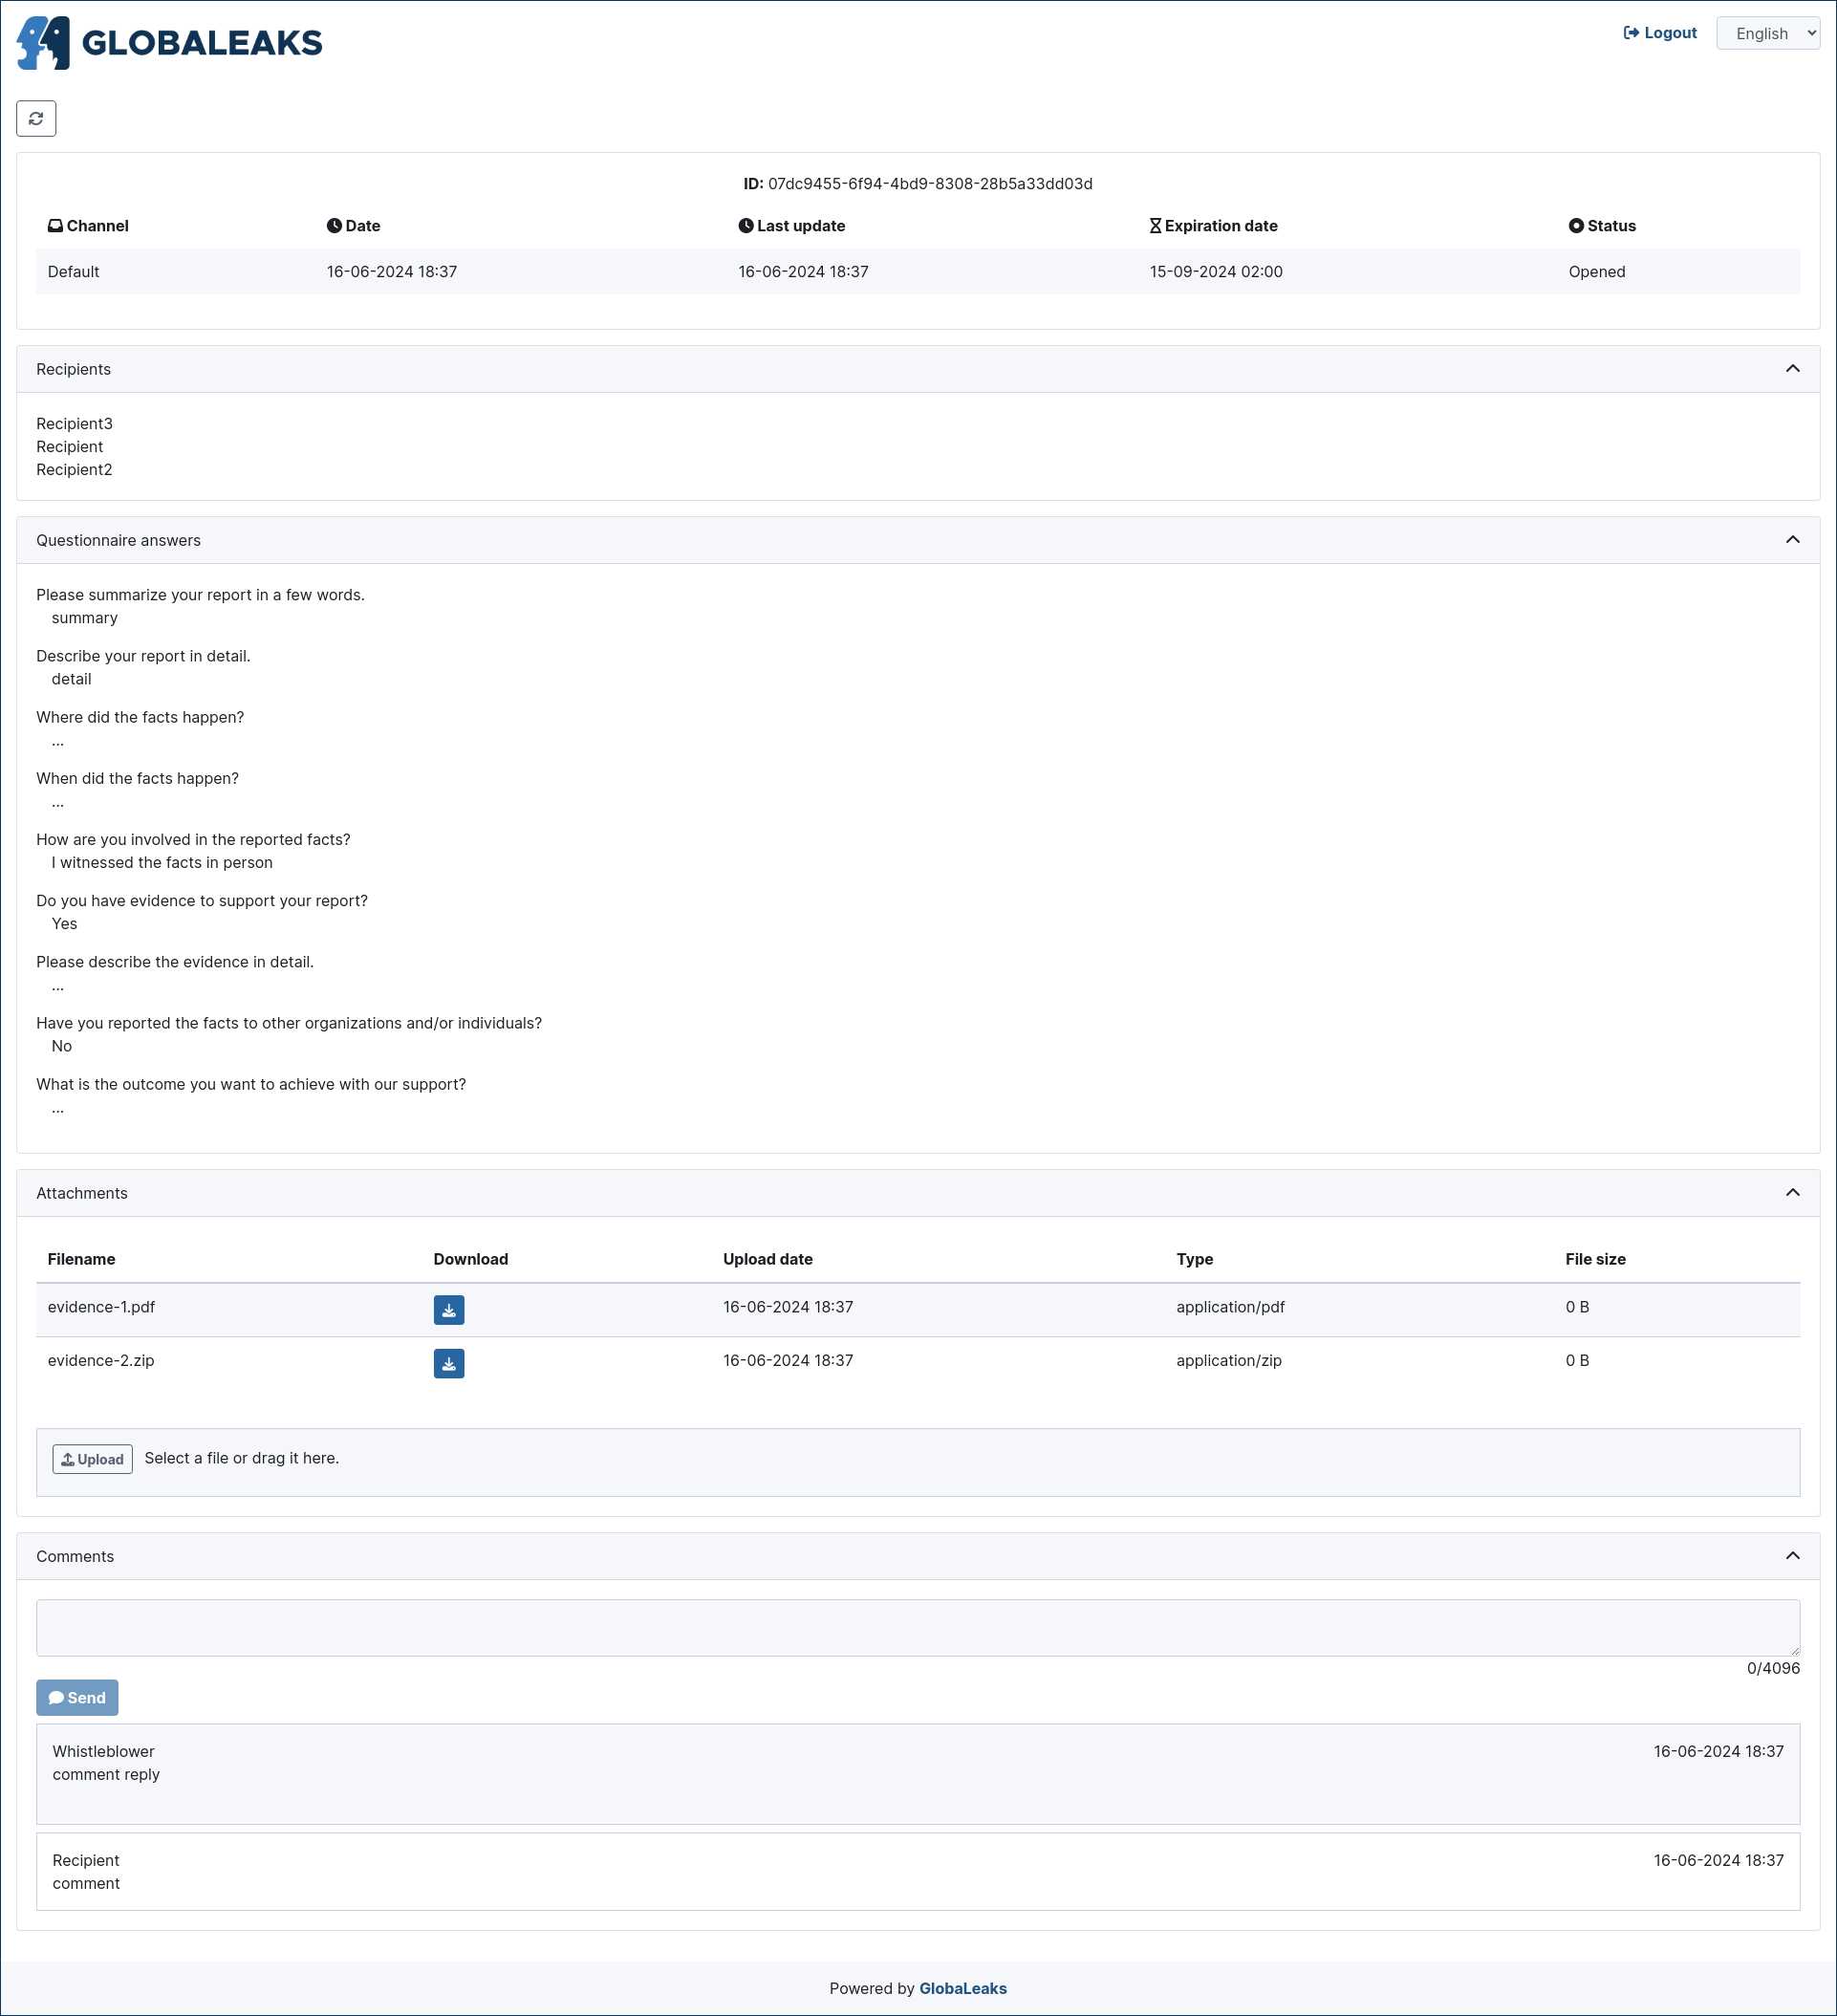 GLOBALEAKS
Logout English
ID: 07dc9455-6f94-4bd9-8308-28b5a33dd03d
Channel Date Last update Expiration date Status
Default 16-06-2024 18:37 16-06-2024 18:37 15-09-2024 02:00 Opened
Recipients
Recipient3
Recipient
Recipient2
Questionnaire answers
Please summarize your report in a few words.
summary
Describe your report in detail.
detail
Where did the facts happen?
...
When did the facts happen?
...
How are you involved in the reported facts?
I witnessed the facts in person
Do you have evidence to support your report?
Yes
Please describe the evidence in detail.
...
Have you reported the facts to other organizations and/or individuals?
No
What is the outcome you want to achieve with our support?
...
Attachments
Filename Download Upload date Type File size
evidence-1.pdf 16-06-2024 18:37 application/pdf 0 B
evidence-2.zip 16-06-2024 18:37 application/zip 0 B
Upload Select a file or drag it here.
Comments
0/4096
Send
Whistleblower 16-06-2024 18:37
comment reply
Recipient 16-06-2024 18:37
comment
Powered by GlobaLeaks